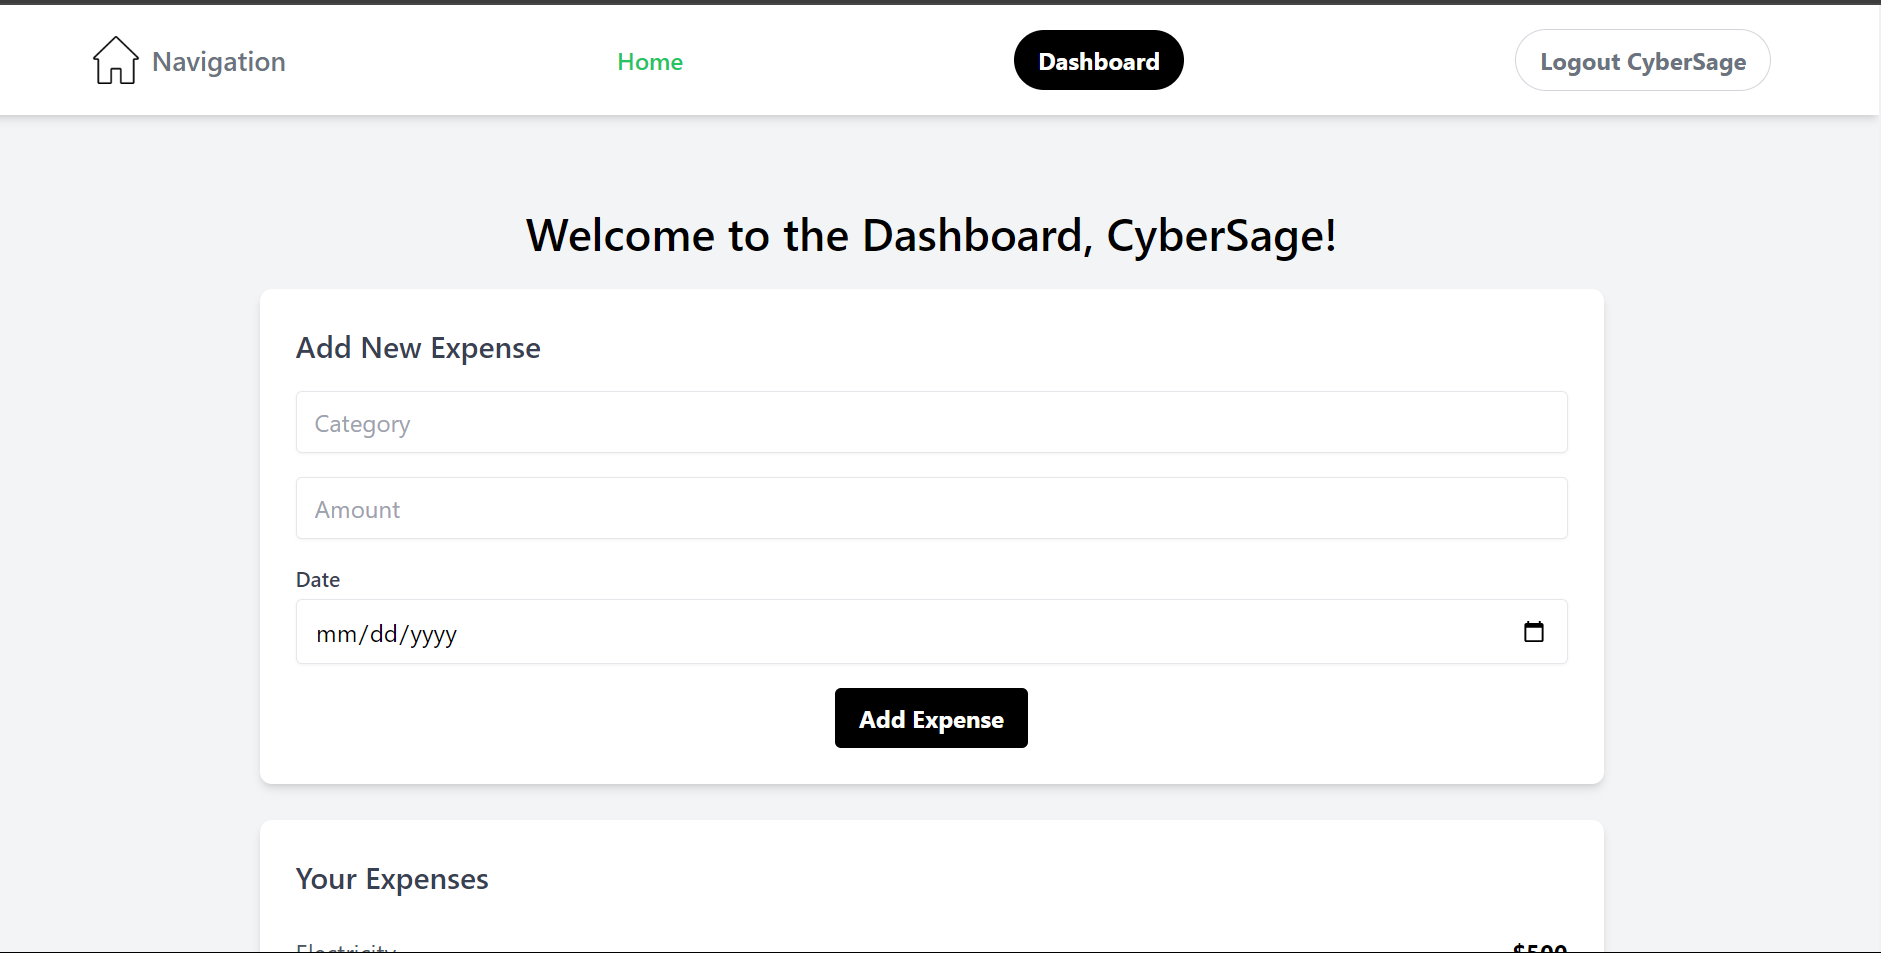 Navigation
Home
Dashboard
Logout CyberSage
Welcome to the Dashboard, CyberSage!
Add New Expense
Category
Amount
Date
mm/dd/yyyy
Add Expense
Your Expenses
Electricity
$500